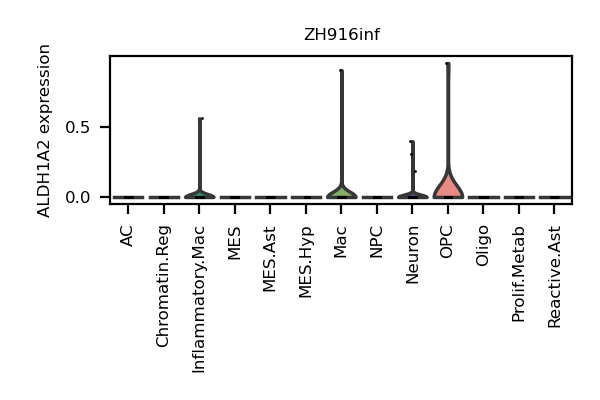 ZH916inf
ALDH1A2 expression
0.5
0.0
AC
Chromatin.Reg
Inflammatory.Mac
MES
MES.Ast
MES.Hyp
Mac
NPC
Neuron
OPC
Oligo
Prolif.Metab
Reactive.Ast